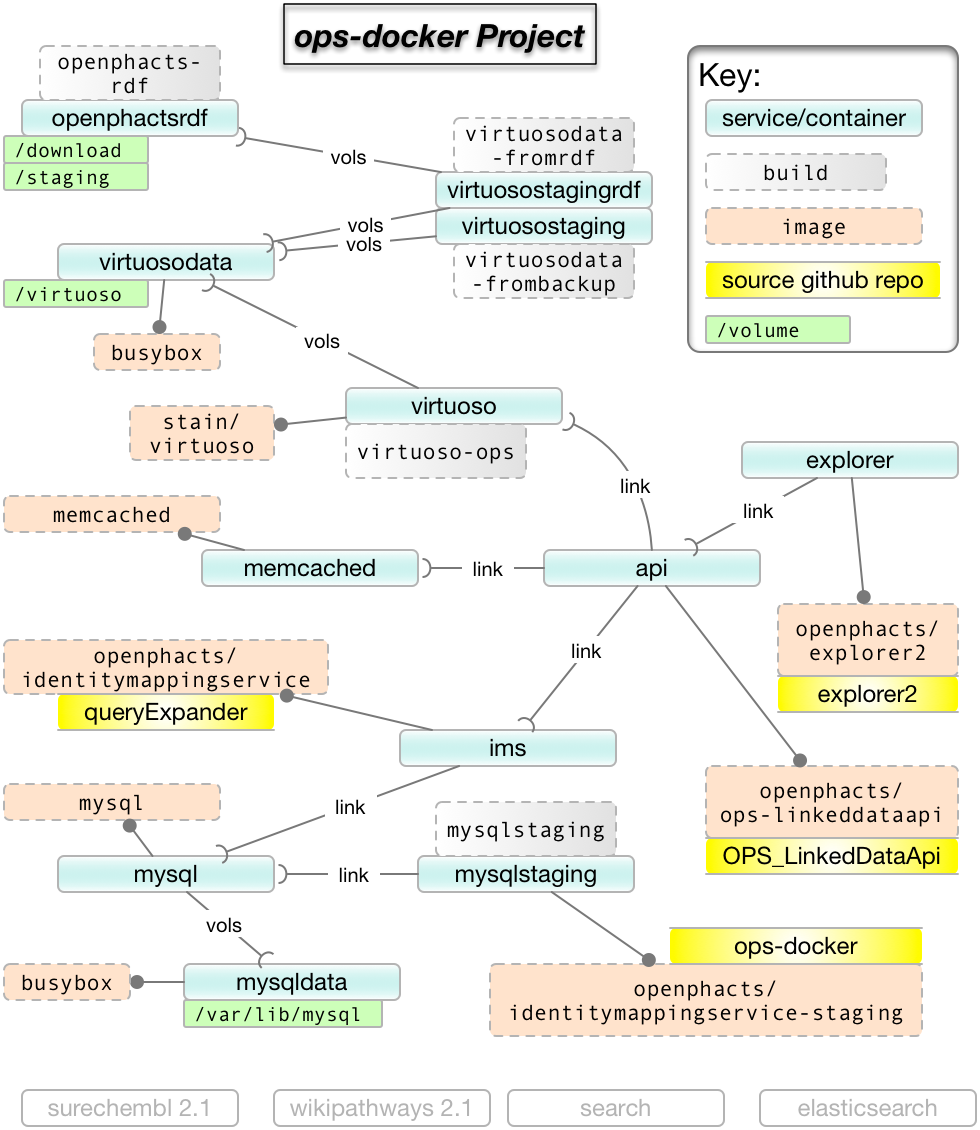 ops-docker Project
openphacts-
rdf
openphactsrdf
/download
/staging
Key:
service/container
build
image
source github repo
/volume
vols
virtuosodata
-fromrdf
virtuosostagingrdf
virtuosostaging
virtuosodata
-frombackup
vols
vols
virtuosodata
/virtuoso
busybox
vols
virtuoso
virtuoso-ops
stain/
virtuoso
explorer
link
link
memcached
memcached
link
api
openphacts/
explorer2
explorer2
link
openphacts/
identitymappingservice
queryExpander
ims
openphacts/
ops-linkeddataapi
OPS_LinkedDataApi
mysql
link
mysqlstaging
mysql
link
mysqlstaging
vols
ops-docker
openphacts/
identitymappingservice-staging
busybox
mysqldata
/var/lib/mysql
surechembl 2.1
wikipathways 2.1
search
elasticsearch